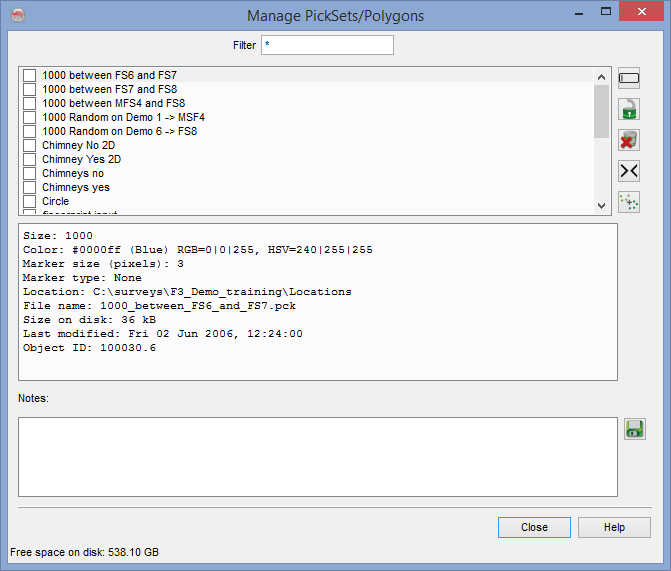 Manage PickSets/Polygons
Filter *
1000 between FS6 and FS7
1000 between FS7 and FS8
1000 between MFS4 and FS8
1000 Random on Demo 1 -> MSF4
1000 Random on Demo 6 -> FS8
Chimney No 2D
Chimney Yes 2D
Chimneys no
Chimneys yes
Circle
fingerprint input
Size: 1000
Color: #0000ff (Blue) RGB=0|0|255, HSV=240|255|255
Marker size (pixels): 3
Marker type: None
Location: C:\surveys\F3_Demo_training\Locations
File name: 1000_between_FS6_and_FS7.pck
Size on disk: 36 kB
Last modified: Fri 02 Jun 2006, 12:24:00
Object ID: 100030.6
Notes:
Close Help
Free space on disk: 538.10 GB